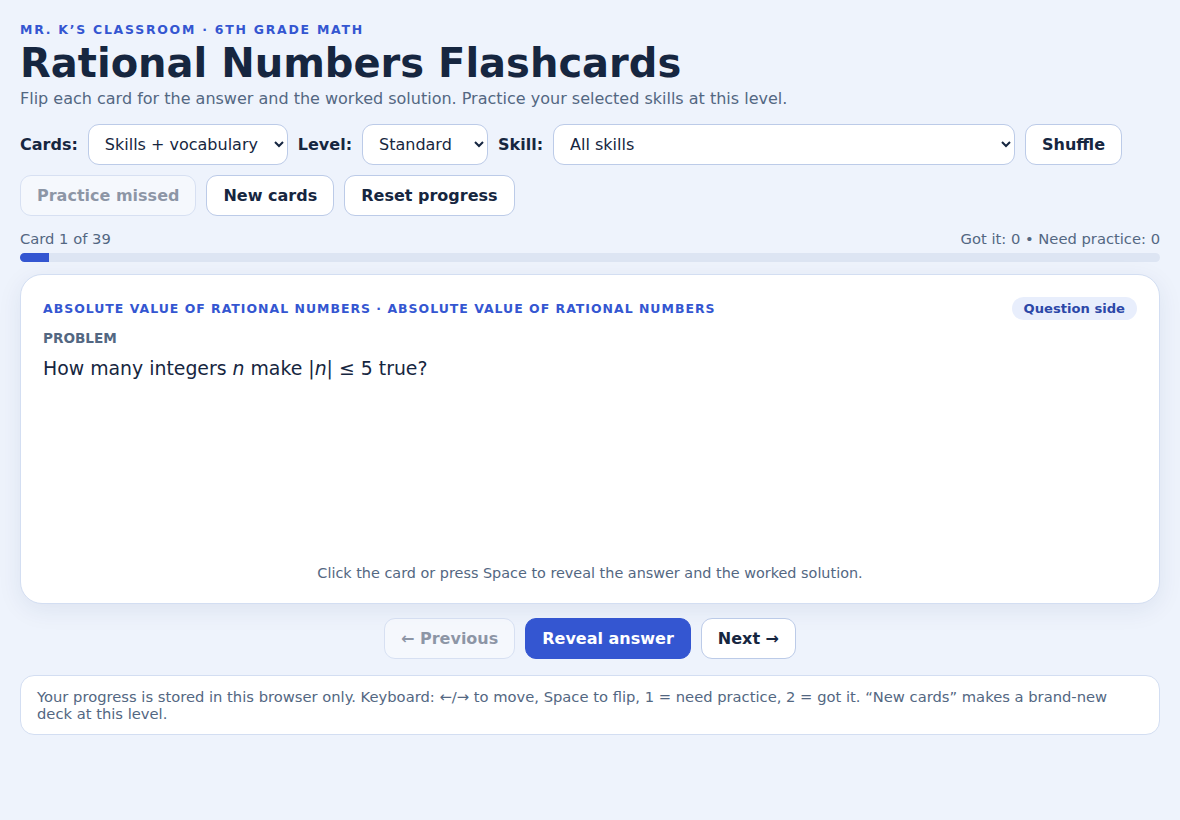 MR. K’S CLASSROOM · 6TH GRADE MATH
Rational Numbers Flashcards
Flip each card for the answer and the worked solution. Practice your selected skills at this level.
Cards: Skills + vocabulary Level: Standard Skill: All skills Shuffle
Practice missed New cards Reset progress
Card 1 of 39 Got it: 0 • Need practice: 0
ABSOLUTE VALUE OF RATIONAL NUMBERS · ABSOLUTE VALUE OF RATIONAL NUMBERS Question side
PROBLEM
How many integers n make |n| ≤ 5 true?
Click the card or press Space to reveal the answer and the worked solution.
← Previous Reveal answer Next →
Your progress is stored in this browser only. Keyboard: ←/→ to move, Space to flip, 1 = need practice, 2 = got it. “New cards” makes a brand-new
deck at this level.